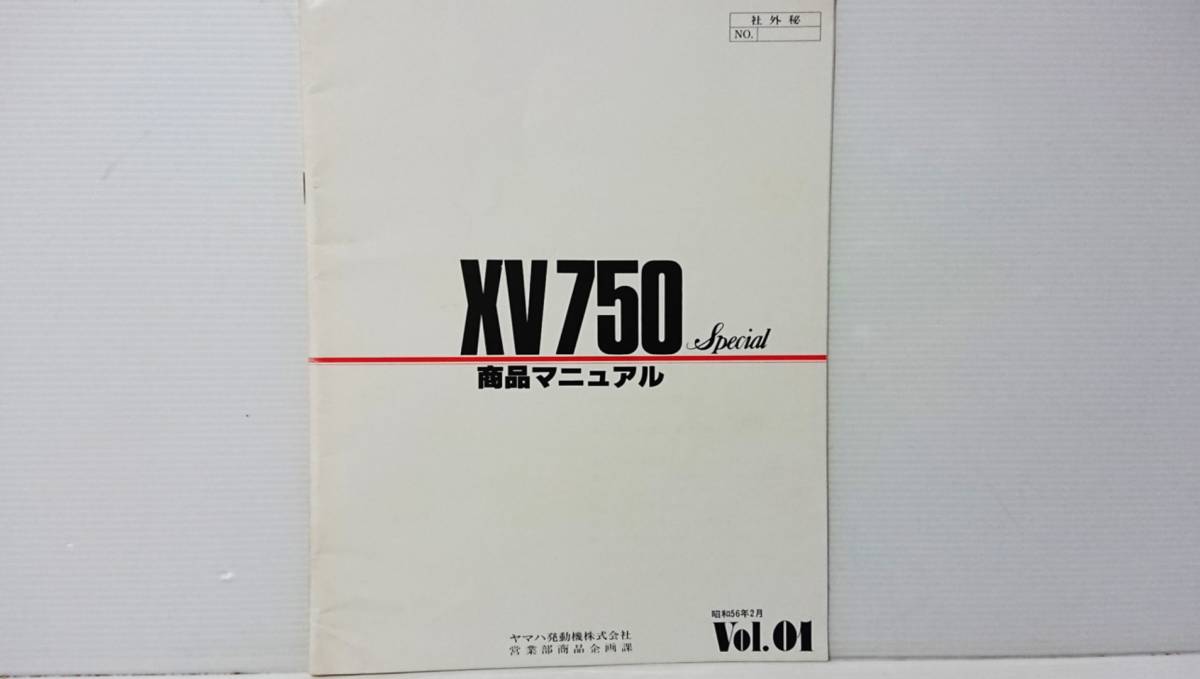 社外秘
NO.
XV750 Special
商品マニュアル
昭和56年2月
Vol.01
ヤマハ発動機株式会社
営業部商品企画課